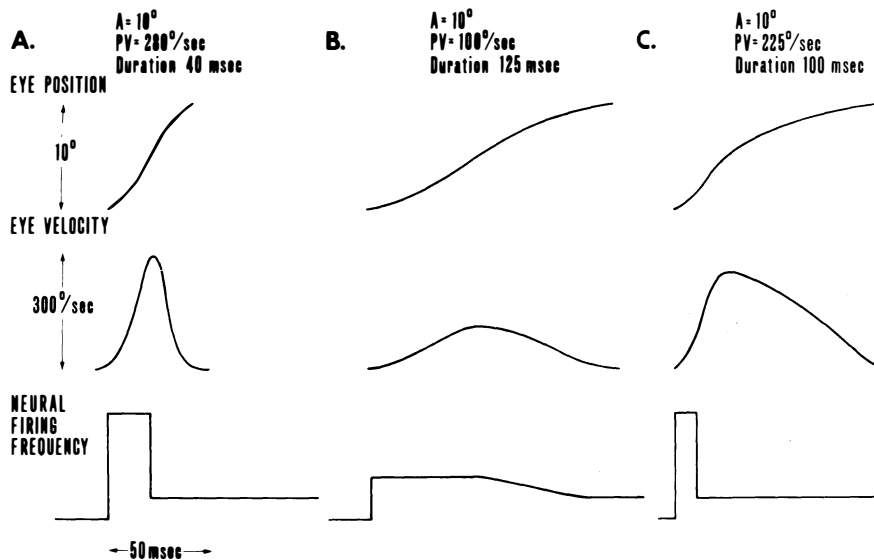 A.
A= 10°
PV= 280°/sec
Duration 40 msec
B.
A= 10°
PV= 100°/sec
Duration 125 msec
C.
A= 10°
PV= 225°/sec
Duration 100 msec
EYE POSITION
10°
EYE VELOCITY
300°/sec
NEURAL
FIRING
FREQUENCY
50 msec